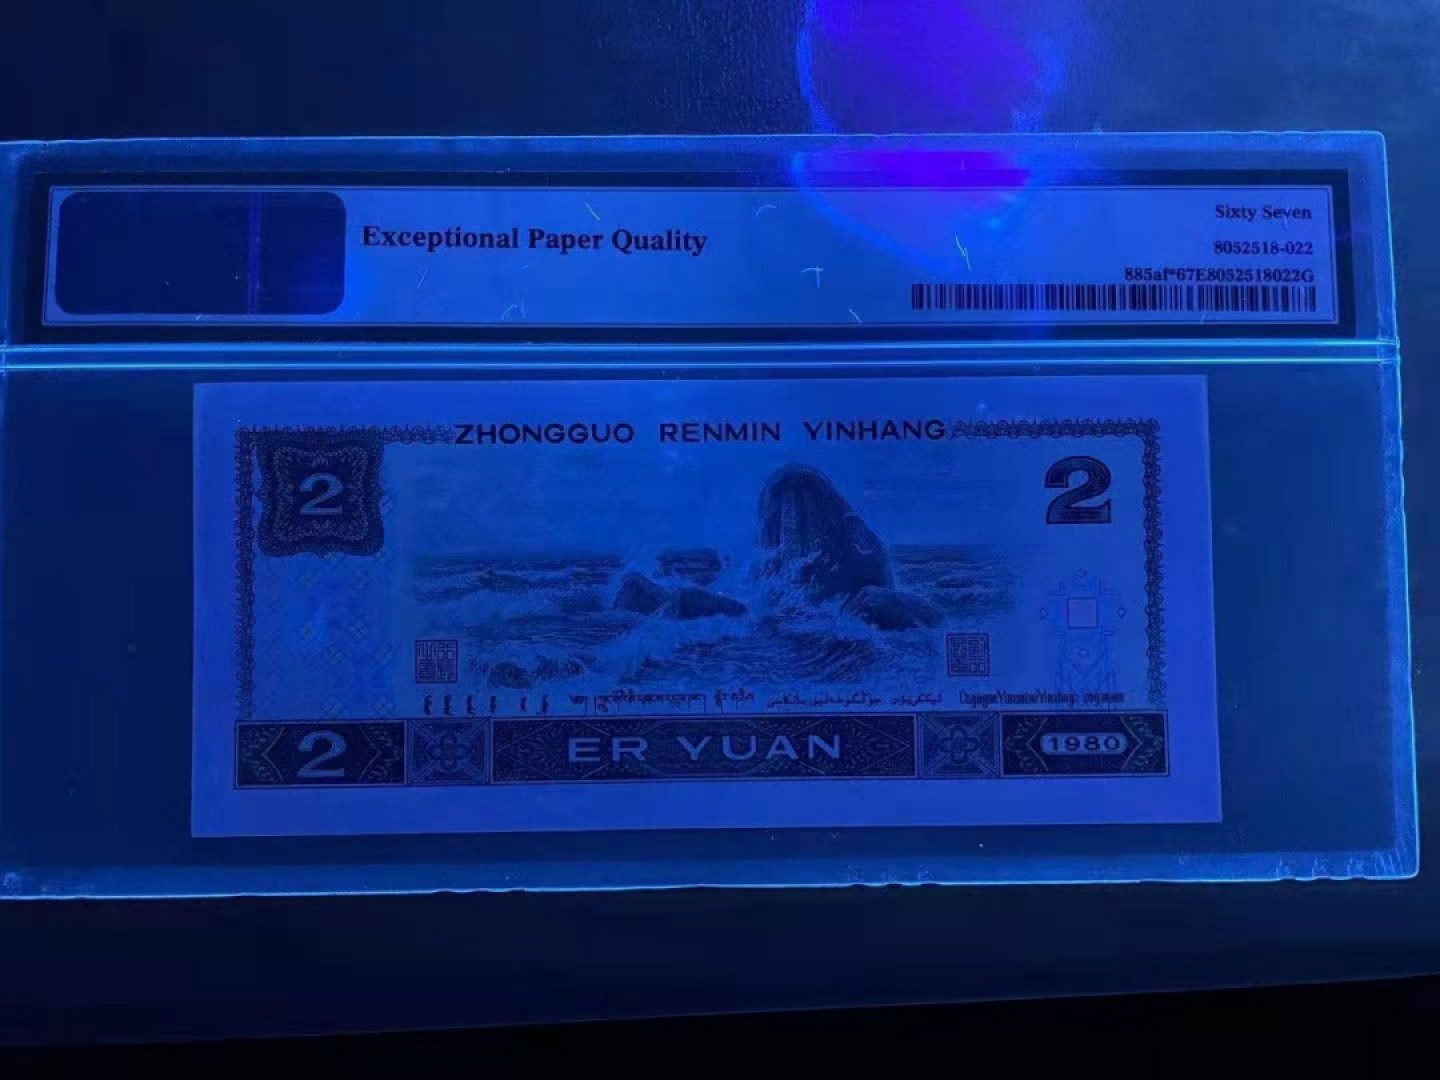 Exceptional Paper Quality
Sixty Seven
8052518-022
885af*67E8052518022G
ZHONGGUO RENMIN YINHANG
2
2
2 ER YUAN 1980